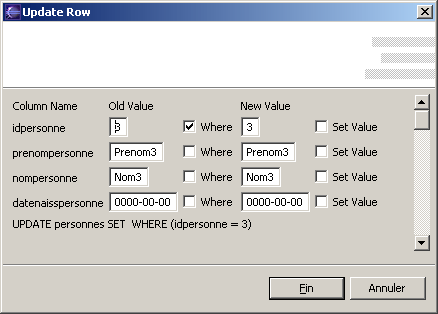 Update Row
Column Name Old Value New Value
idpersonne 3 Where 3 Set Value
prenompersonne Prenom3 Where Prenom3 Set Value
nompersonne Nom3 Where Nom3 Set Value
datenaisspersonne 0000-00-00 Where 0000-00-00 Set Value
UPDATE personnes SET  WHERE (idpersonne = 3)
Fin Annuler